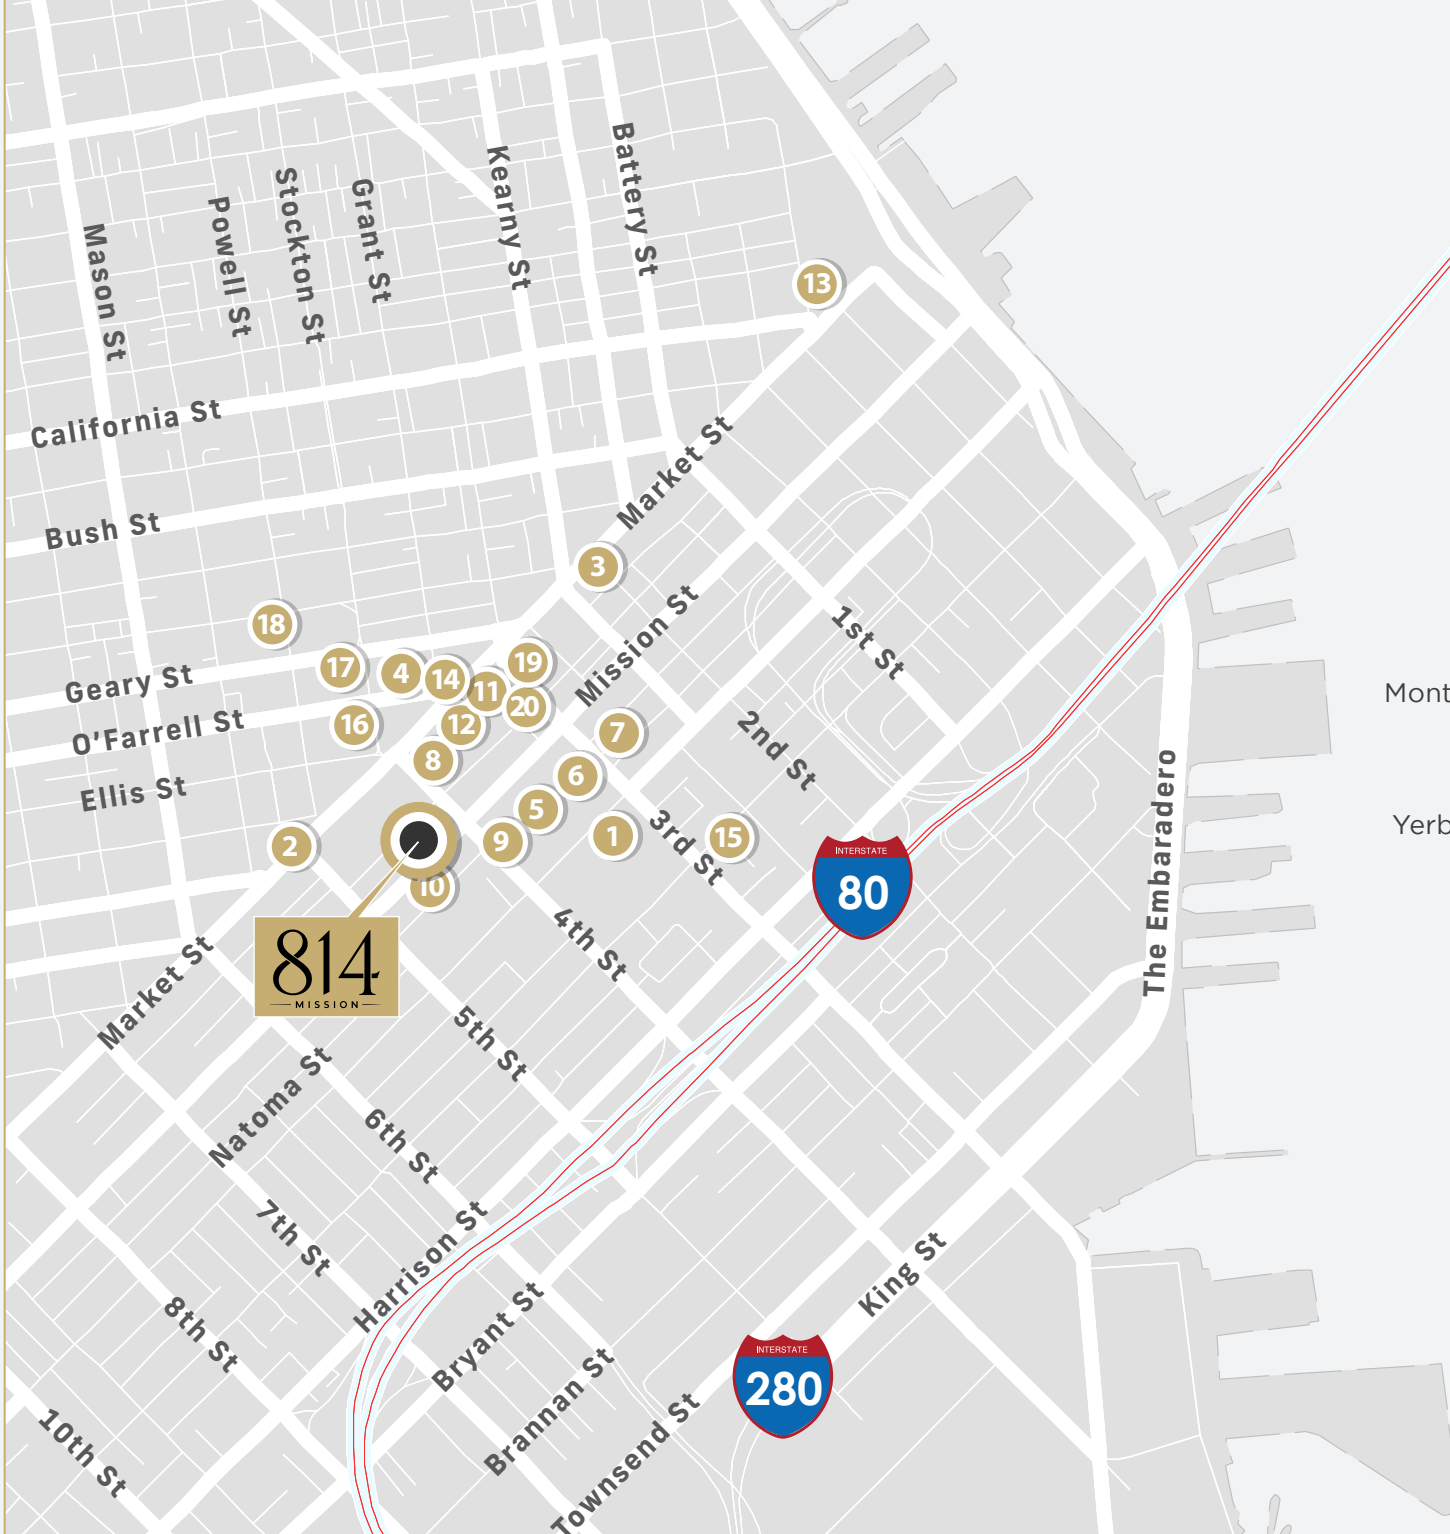 Battery St
Kearny St
Stockton St
Grant St
Powell St
Mason St
13
California St
Market St
Bush St
3
18
Mission St
1st St
19
17
4
14
11
Geary St
Mont
20
16
12
7
2nd St
O'Farrell St
8
6
Ellis St
5
1
15
3rd St
Yerb
2
9
INTERSTATE
80
10
The Embaradero
814
MISSION
4th St
Market St
5th St
Natoma St
6th St
7th St
Harrison St
King St
8th St
Bryant St
INTERSTATE
280
Brannan St
Townsend St
10th St